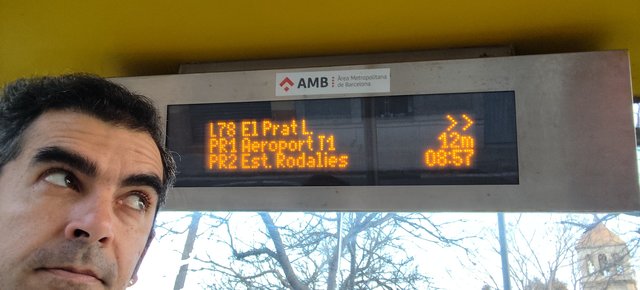 AMB Àrea Metropolitana
de Barcelona
L78 El Prat L. >>
PR1 Aeroport T1 12m
PR2 Est. Rodalies 08:57